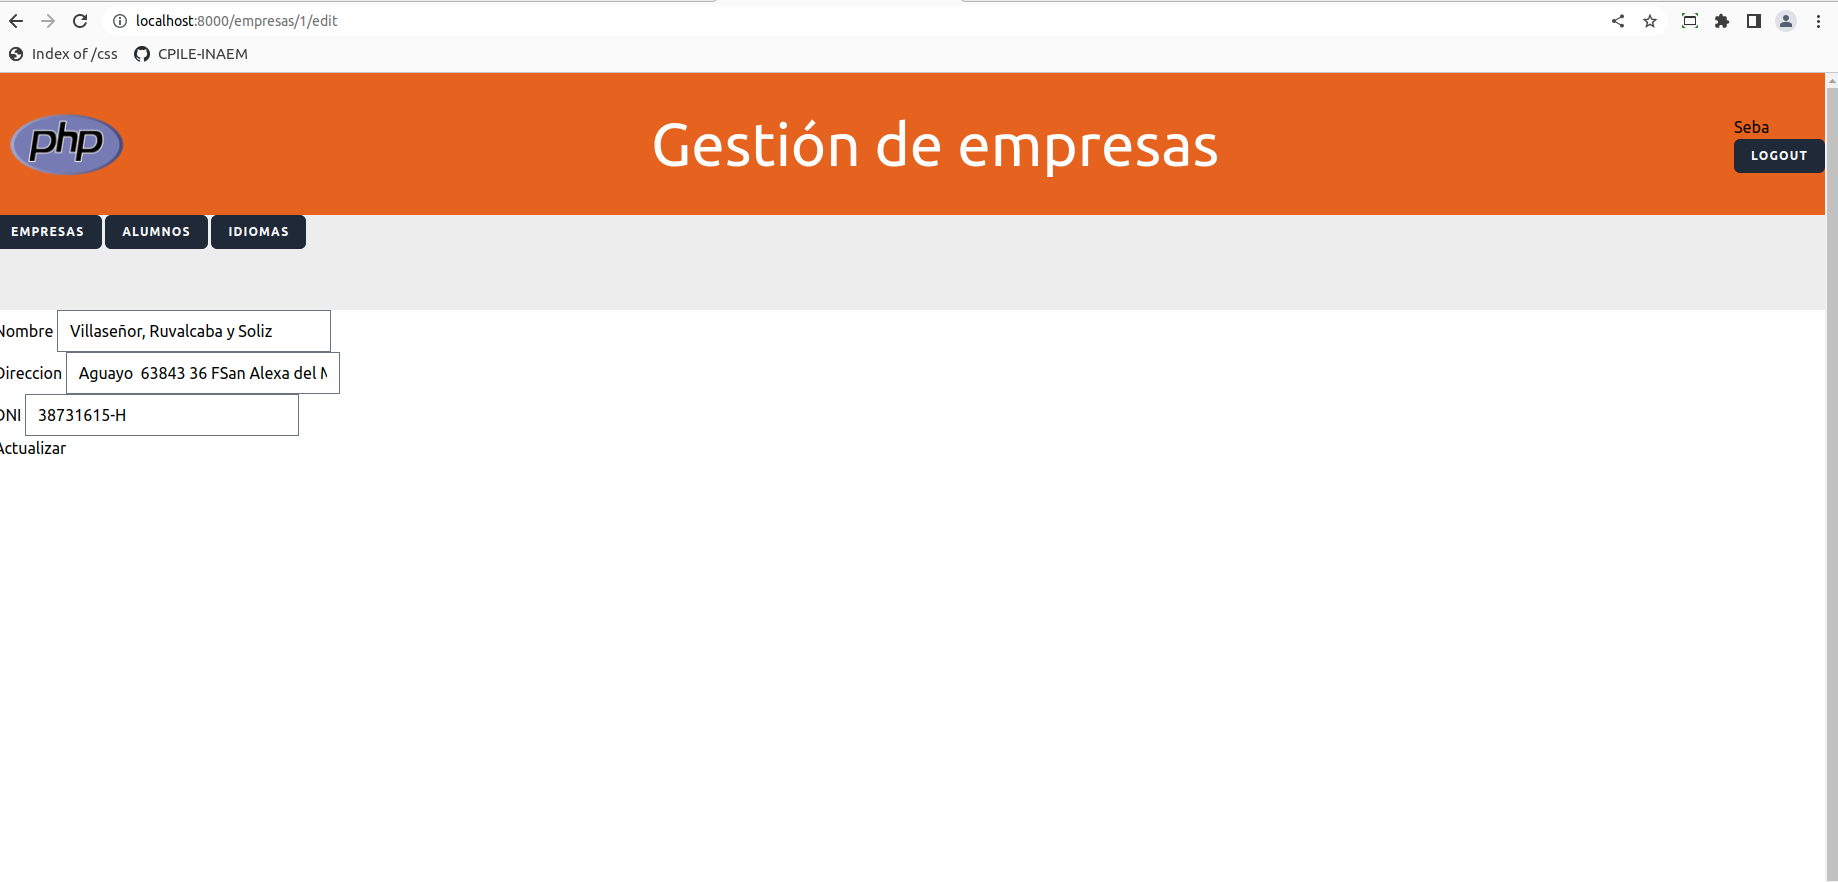 localhost:8000/empresas/1/edit
Index of /css CPILE-INAEM
php
Gestión de empresas
Seba
LOGOUT
EMPRESAS ALUMNOS IDIOMAS
Nombre Villaseñor, Ruvalcaba y Soliz
Direccion Aguayo 63843 36 FSan Alexa del M
DNI 38731615-H
Actualizar